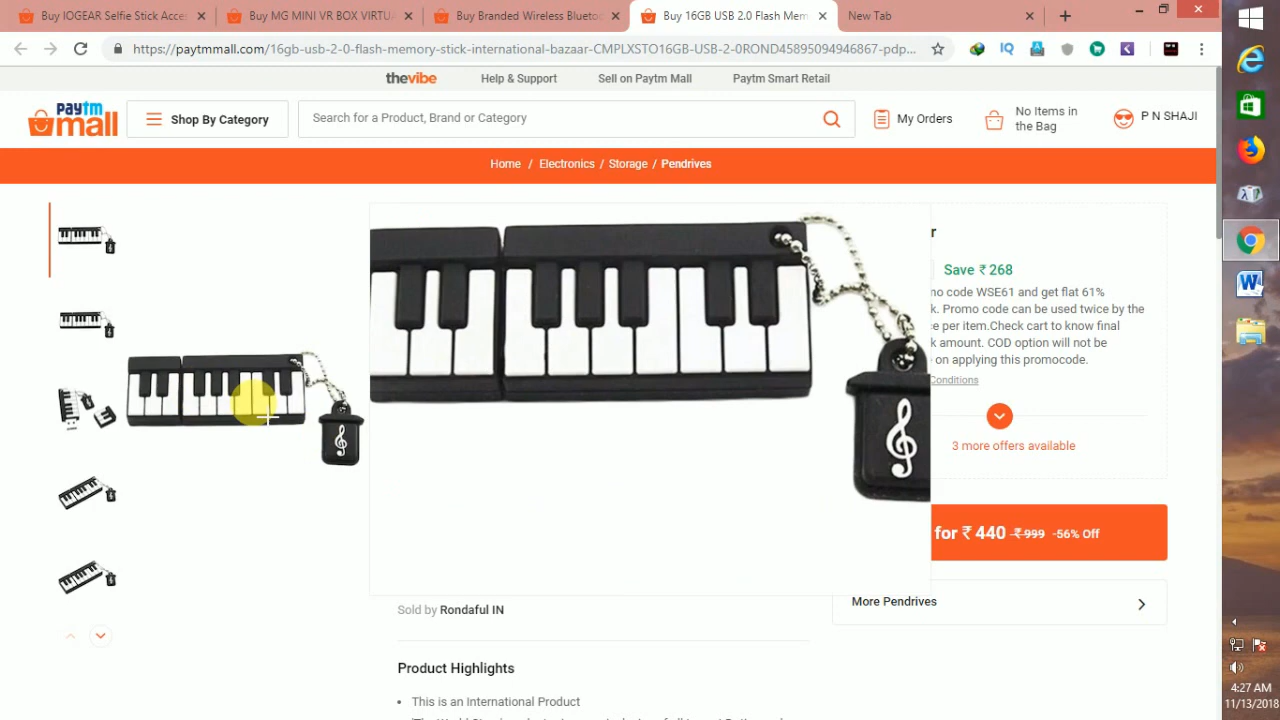 Buy IOGEAR Selfie Stick Acces
Buy MG MINI VR BOX VIRTUA
Buy Branded Wireless Bluetoo
Buy 16GB USB 2.0 Flash Mem
New Tab
https://paytmmall.com/16gb-usb-2-0-flash-memory-stick-international-bazaar-CMPLXSTO16GB-USB-2-0ROND45895094946867-pdp...
IQ
thevibe
Help & Support
Sell on Paytm Mall
Paytm Smart Retail
paytm mall
Shop By Category
Search for a Product, Brand or Category
My Orders
No Items in the Bag
P N SHAJI
Home / Electronics / Storage / Pendrives
r
Save ₹ 268
mo code WSE61 and get flat 61%
k. Promo code can be used twice by the
e per item.Check cart to know final
k amount. COD option will not be
on applying this promocode.
Conditions
3 more offers available
for ₹ 440 ₹ 999 -56% Off
Sold by Rondaful IN
More Pendrives
Product Highlights
This is an International Product
4:27 AM
11/13/2018